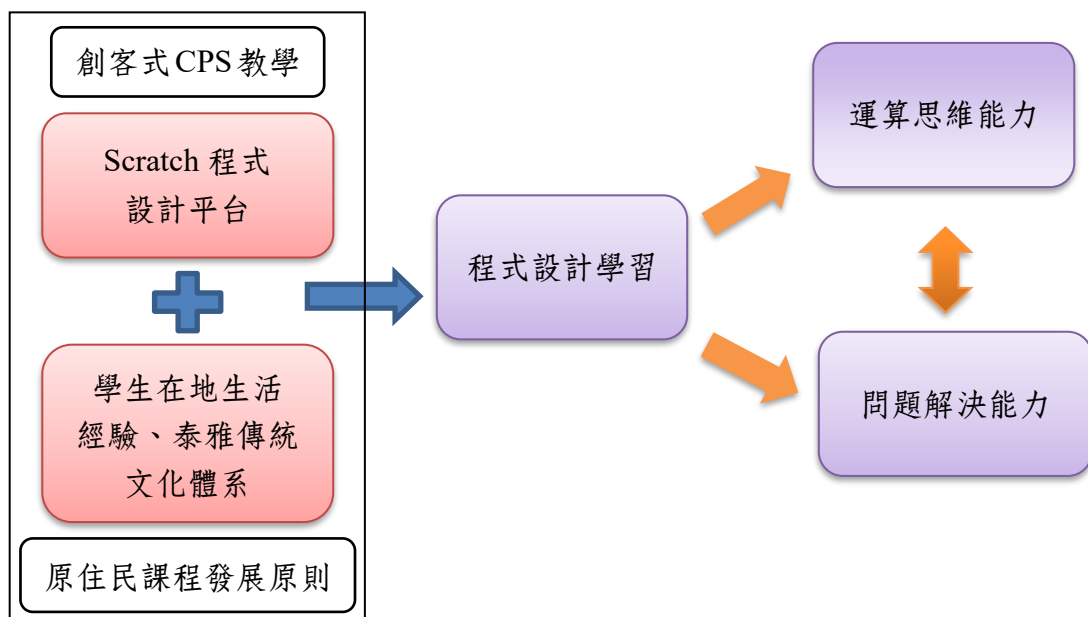 創客式CPS教學
Scratch 程式
設計平台
學生在地生活
經驗、泰雅傳統
文化體系
原住民課程發展原則
程式設計學習
運算思維能力
問題解決能力